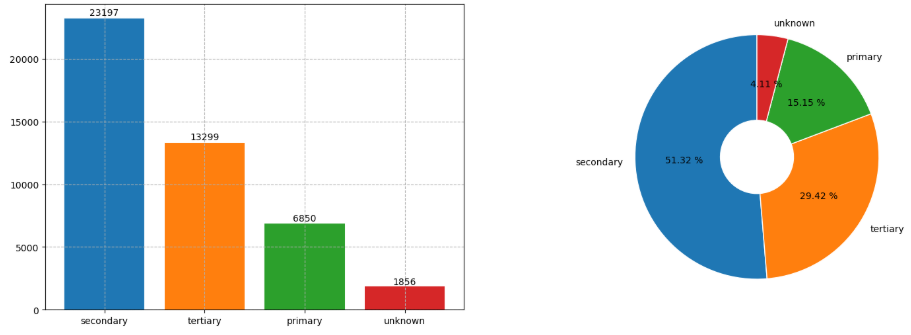 23197
20000
15000
13299
10000
6850
5000
1856
0
secondary
tertiary
primary
unknown
unknown
primary
4.11 %
15.15 %
secondary
51.32 %
29.42 %
tertiary